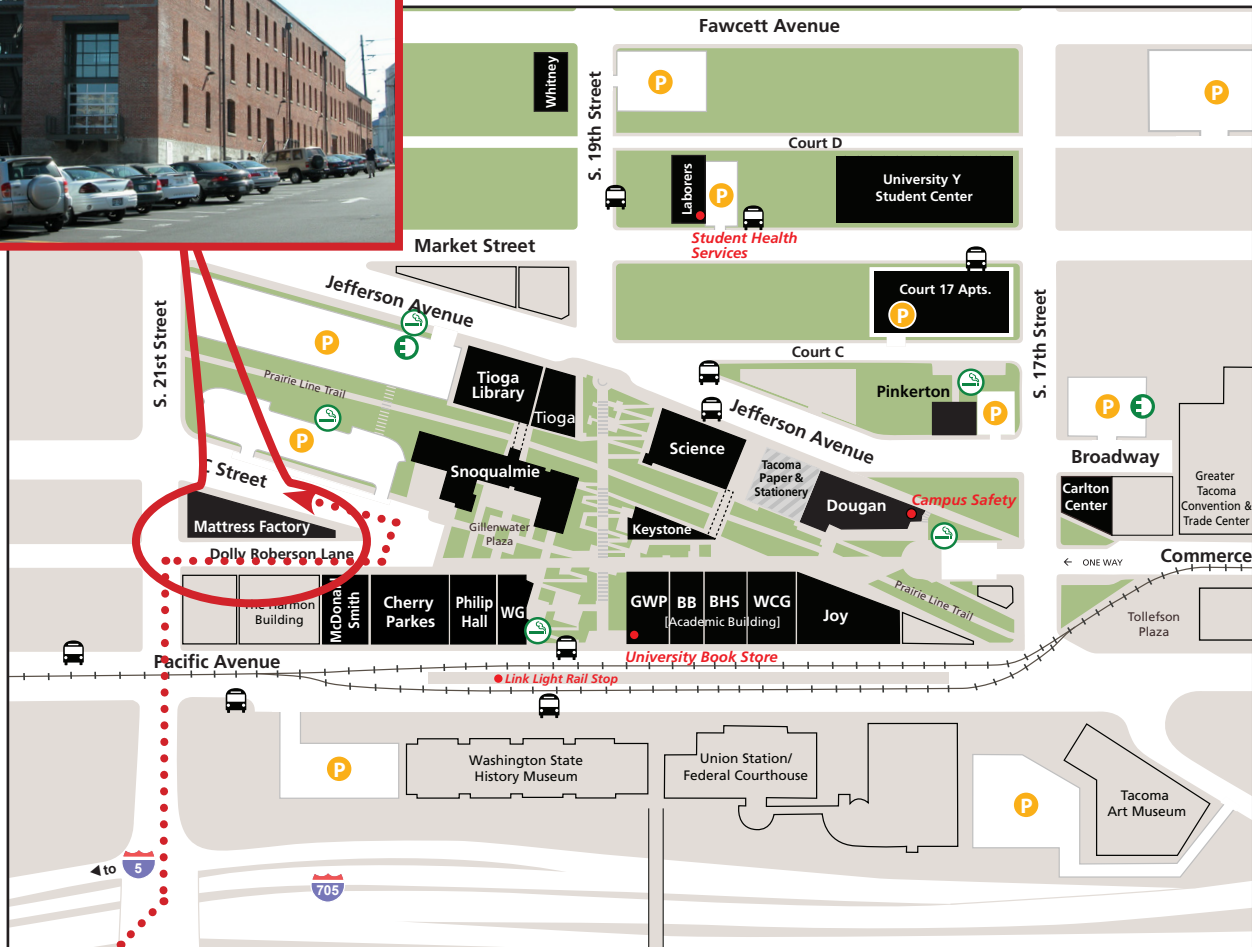 Fawcett Avenue
Whitney
S. 19th Street
P
P
Court D
Laborers
P
University Y
Student Center
Student Health
Services
Market Street
Jefferson Avenue
S. 21st Street
P
Prairie Line Trail
P
C Street
Court 17 Apts.
P
S. 17th Street
Court C
Pinkerton
P
P
Tioga
Library
Tioga
Jefferson Avenue
Science
Snoqualmie
Tacoma
Paper &
Stationery
Dougan
Campus Safety
Broadway
Carlton
Center
Greater
Tacoma
Convention &
Trade Center
Mattress Factory
Gillenwater
Plaza
Keystone
Dolly Roberson Lane
← ONE WAY
Commerce
The Harmon
Building
McDonald
Smith
Cherry
Parkes
Philip
Hall
WG
GWP
BB
BHS
WCG
[Academic Building]
Joy
Prairie Line Trail
Tollefson
Plaza
University Book Store
Pacific Avenue
Link Light Rail Stop
P
Washington State
History Museum
Union Station/
Federal Courthouse
P
Tacoma
Art Museum
to
5
705